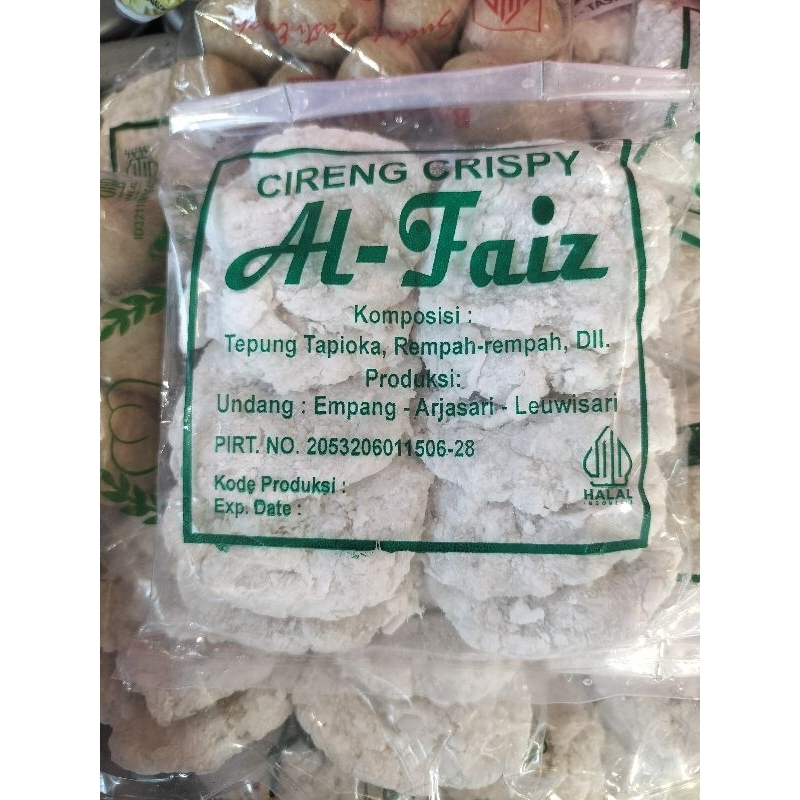 CIRENG CRISPY
Al-Faiz
Komposisi :
Tepung Tapioka, Rempah-rempah, Dll.
Produksi:
Undang : Empang - Arjasari - Leuwisari
PIRT. NO. 2053206011506-28
Kode Produksi :
Exp. Date :
HALAL
INDONESIA